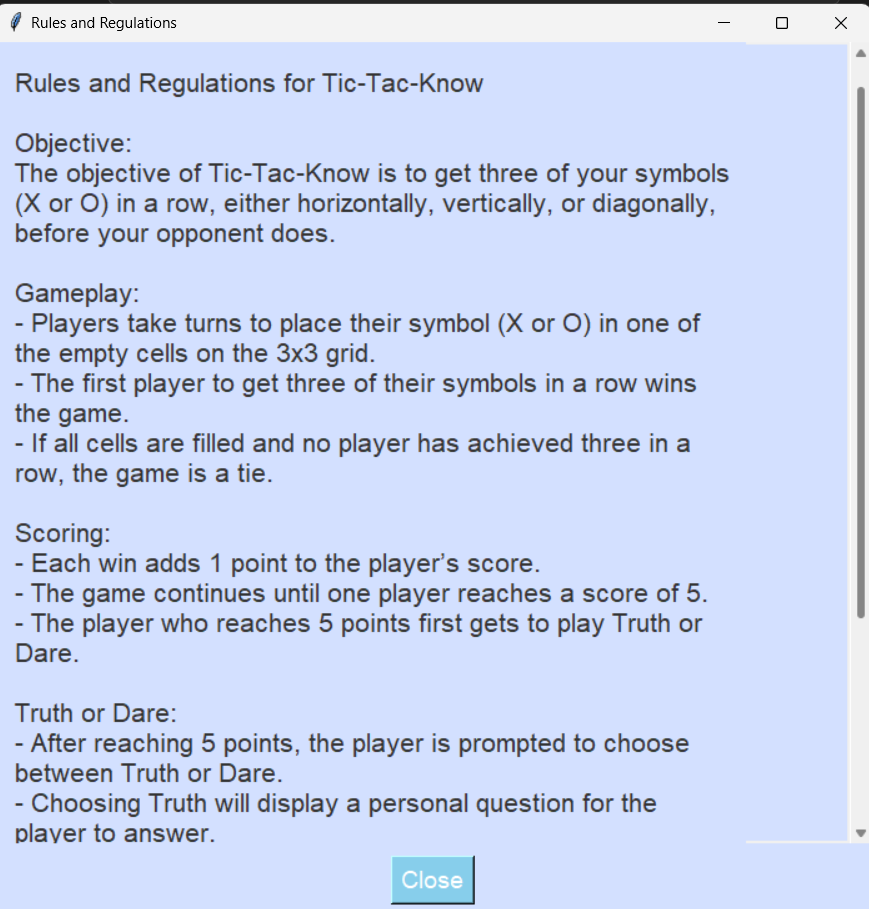 Rules and Regulations
Rules and Regulations for Tic-Tac-Know
Objective:
The objective of Tic-Tac-Know is to get three of your symbols
(X or O) in a row, either horizontally, vertically, or diagonally,
before your opponent does.
Gameplay:
- Players take turns to place their symbol (X or O) in one of
the empty cells on the 3x3 grid.
- The first player to get three of their symbols in a row wins
the game.
- If all cells are filled and no player has achieved three in a
row, the game is a tie.
Scoring:
- Each win adds 1 point to the player’s score.
- The game continues until one player reaches a score of 5.
- The player who reaches 5 points first gets to play Truth or
Dare.
Truth or Dare:
- After reaching 5 points, the player is prompted to choose
between Truth or Dare.
- Choosing Truth will display a personal question for the
player to answer.
Close